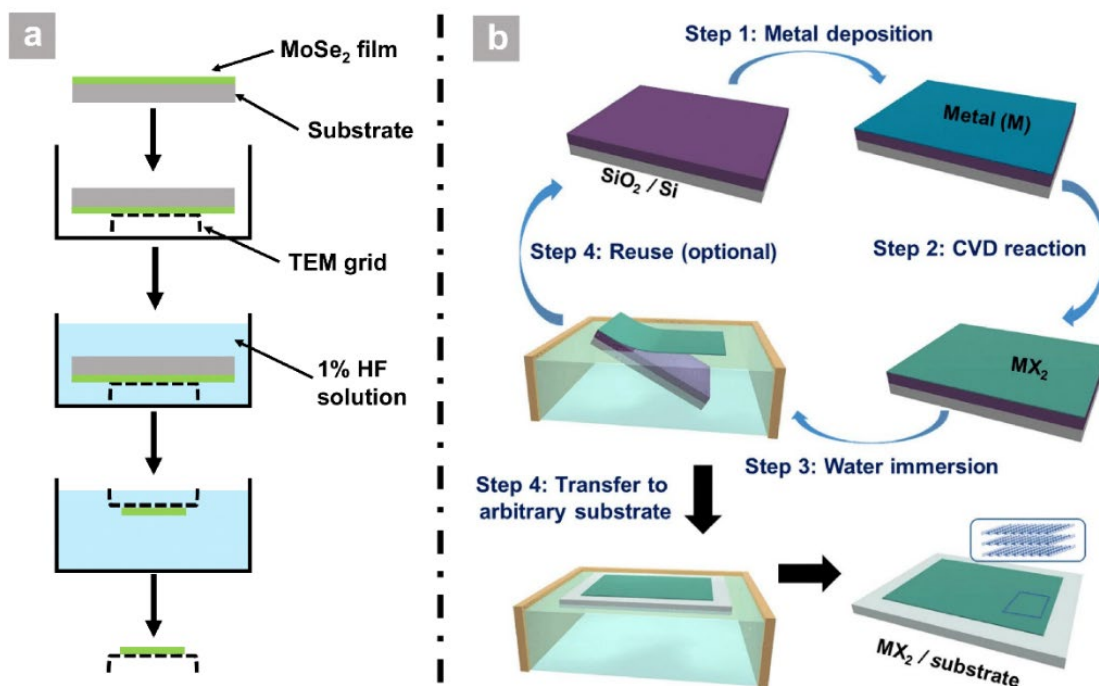 a
MoSe₂ film
Substrate
TEM grid
1% HF
solution
b
Step 1: Metal deposition
SiO₂ / Si
Metal (M)
Step 4: Reuse (optional)
Step 2: CVD reaction
MX₂
Step 3: Water immersion
Step 4: Transfer to
arbitrary substrate
MX₂ / substrate